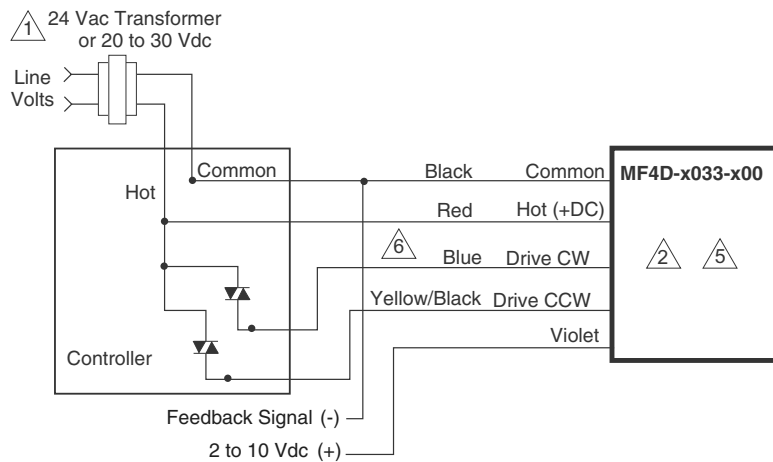 1 24 Vac Transformer
or 20 to 30 Vdc
Line
Volts
Common
Hot
Black
Common
MF4D-x033-x00
Red
Hot (+DC)
6
2
5
Blue
Drive CW
Yellow/Black
Drive CCW
Violet
Controller
Feedback Signal (-)
2 to 10 Vdc (+)